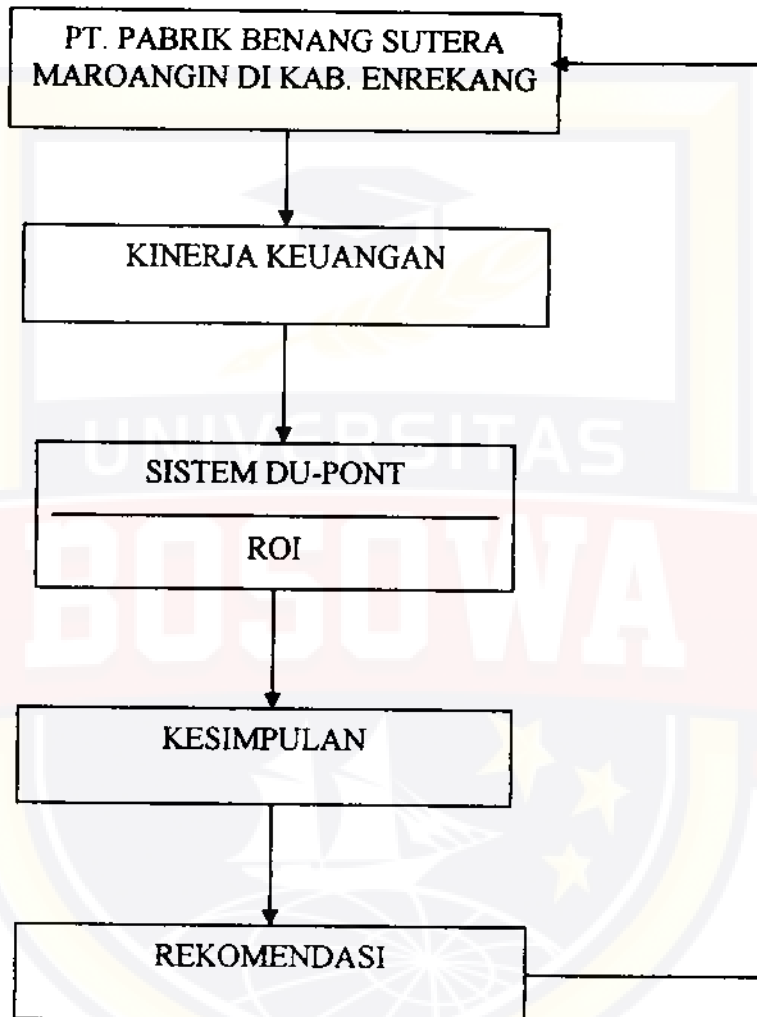 PT. PABRIK BENANG SUTERA
MAROANGIN DI KAB. ENREKANG
KINERJA KEUANGAN
UNIVERSITAS
SISTEM DU-PONT
ROI
BOSOWA
KESIMPULAN
REKOMENDASI